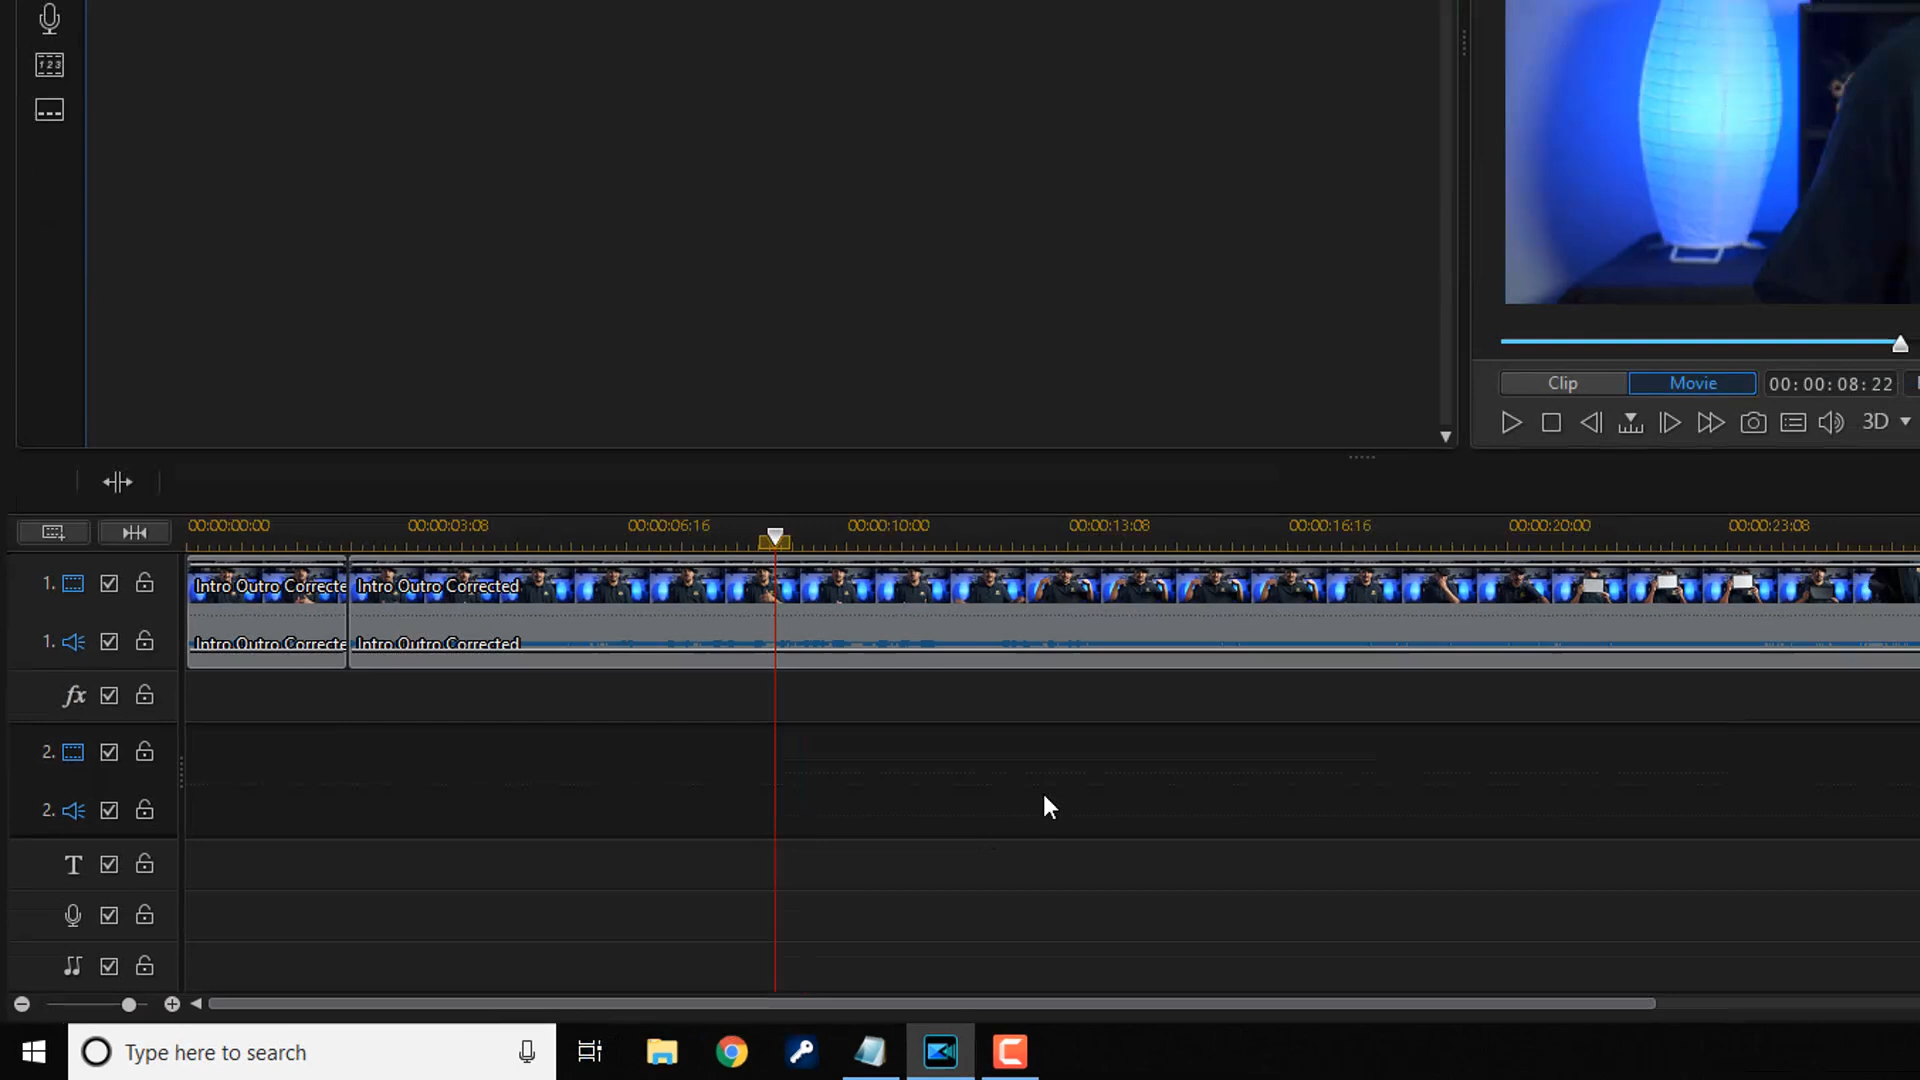 123
Clip
Movie
00:00:08:22
3D
00:00:00:00
00:00:03:08
00:00:06:16
00:00:10:00
00:00:13:08
00:00:16:16
00:00:20:00
00:00:23:08
1.
Intro Outro Correcte
Intro Outro Corrected
1.
Intro Outro Correcte
Intro Outro Corrected
fx
2.
2.
T
Type here to search